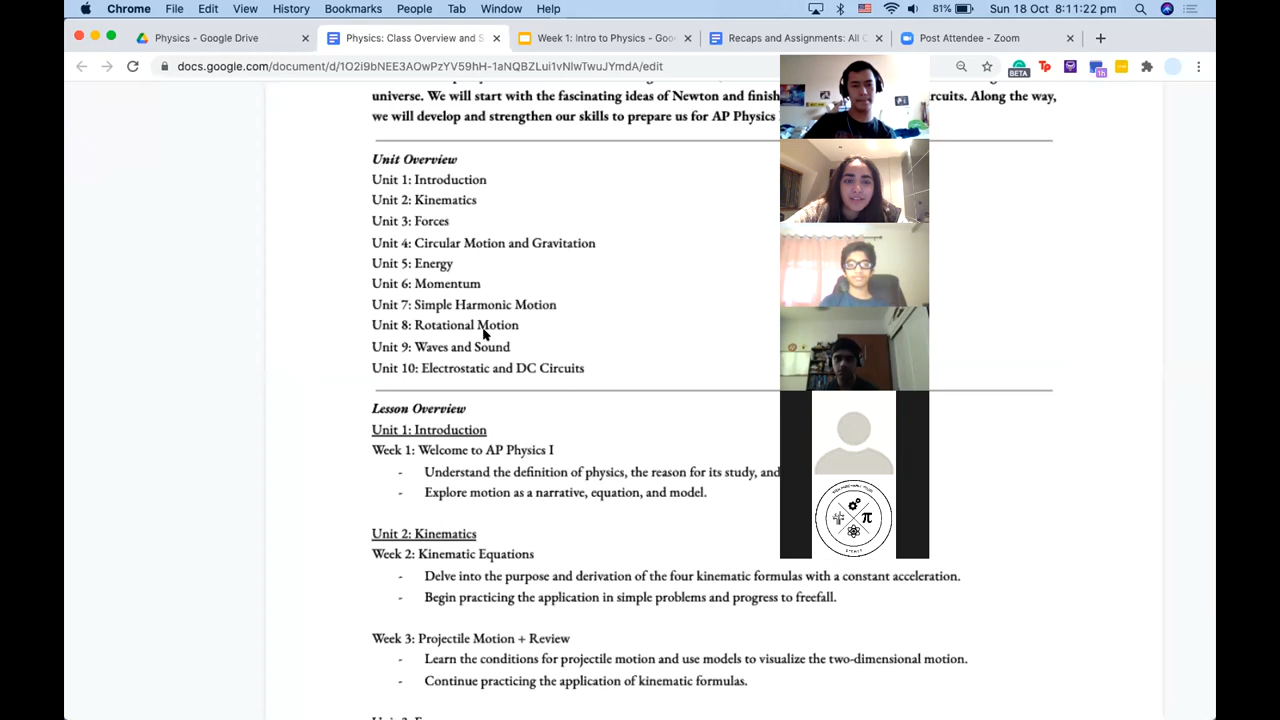 Chrome File Edit View History Bookmarks People Tab Window Help 81% Sun 18 Oct 8:11:22 pm
Physics - Google Drive Physics: Class Overview and S Week 1: Intro to Physics - Goo Recaps and Assignments: All C Post Attendee - Zoom
docs.google.com/document/d/1O2i9bNEE3AOwPzYV59hH-1aNQBZLui1vNlwTwuJYmdA/edit BETA 1h
universe. We will start with the fascinating ideas of Newton and finish rcuits. Along the way,
we will develop and strengthen our skills to prepare us for AP Physics
Unit Overview
Unit 1: Introduction
Unit 2: Kinematics
Unit 3: Forces
Unit 4: Circular Motion and Gravitation
Unit 5: Energy
Unit 6: Momentum
Unit 7: Simple Harmonic Motion
Unit 8: Rotational Motion
Unit 9: Waves and Sound
Unit 10: Electrostatic and DC Circuits
Lesson Overview
Unit 1: Introduction
Week 1: Welcome to AP Physics I
- Understand the definition of physics, the reason for its study, and
- Explore motion as a narrative, equation, and model.
π
Unit 2: Kinematics
Week 2: Kinematic Equations
- Delve into the purpose and derivation of the four kinematic formulas with a constant acceleration.
- Begin practicing the application in simple problems and progress to freefall.
Week 3: Projectile Motion + Review
- Learn the conditions for projectile motion and use models to visualize the two-dimensional motion.
- Continue practicing the application of kinematic formulas.